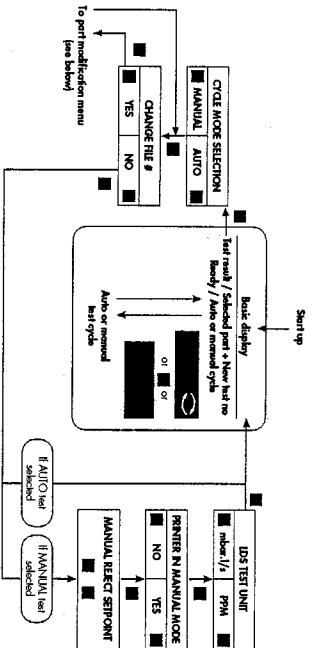 Start up
Basic display
Test result / Selected part + New test no
Ready / Auto or manual cycle
or
or
Auto or manual
test cycle
CYCLE MODE SELECTION
MANUAL
AUTO
CHANGE FILE #
YES
NO
To part modification menu
(see below)
LDS TEST UNIT
mbar.l/s
PPM
PRINTER IN MANUAL MODE
NO
YES
MANUAL REJECT SETPOINT
If AUTO test
selected
If MANUAL test
selected